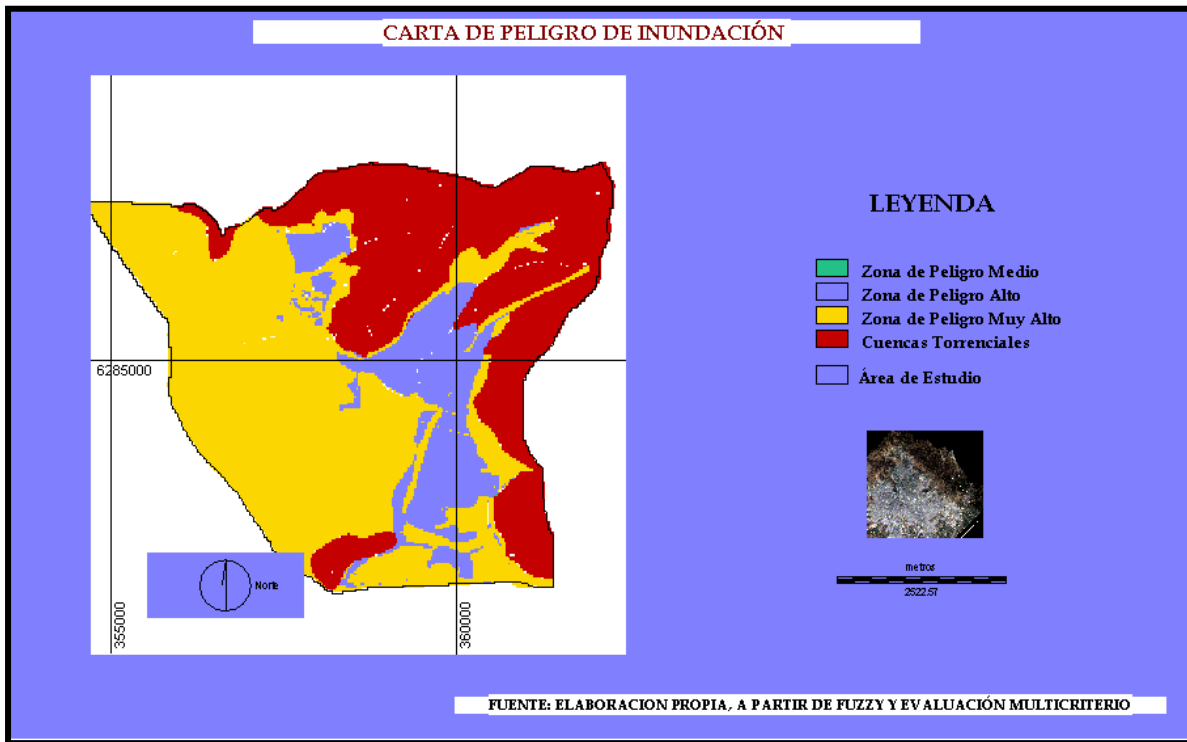 CARTA DE PELIGRO DE INUNDACIÓN
LEYENDA
Zona de Peligro Medio
Zona de Peligro Alto
Zona de Peligro Muy Alto
Cuencas Torrenciales
Área de Estudio
6285000
Norte
355000
360000
metros
2522.57
FUENTE: ELABORACION PROPIA, A PARTIR DE FUZZY Y EVALUACIÓN MULTICRITERIO